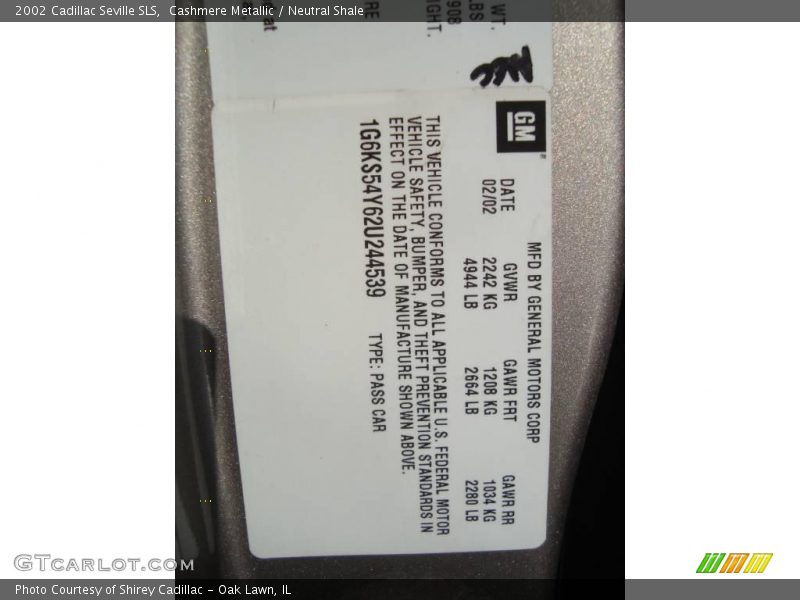 2002 Cadillac Seville SLS, Cashmere Metallic / Neutral Shale
GM
MFD BY GENERAL MOTORS CORP
DATE GVWR GAWR FRT GAWR RR
02/02 2242 KG 1208 KG 1034 KG
4944 LB 2664 LB 2280 LB
THIS VEHICLE CONFORMS TO ALL APPLICABLE U.S. FEDERAL MOTOR
VEHICLE SAFETY, BUMPER, AND THEFT PREVENTION STANDARDS IN
EFFECT ON THE DATE OF MANUFACTURE SHOWN ABOVE.
1G6KS54Y62U244539 TYPE: PASS CAR
GTcarlot.com
Photo Courtesy of Shirey Cadillac - Oak Lawn, IL